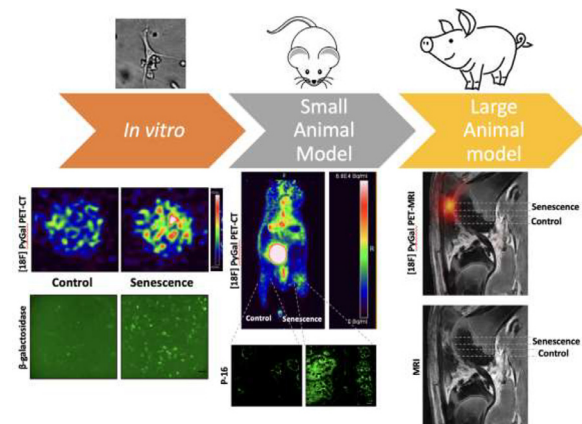 In vitro
Small
Animal
Model
Large
Animal
model
[18F] PyGal PET-CT
Control
Senescence
β-galactosidase
[18F] PyGal PET-CT
Control
Senescence
P-16
[18F] PyGal PET-MRI
Senescence
Control
MRI
Senescence
Control